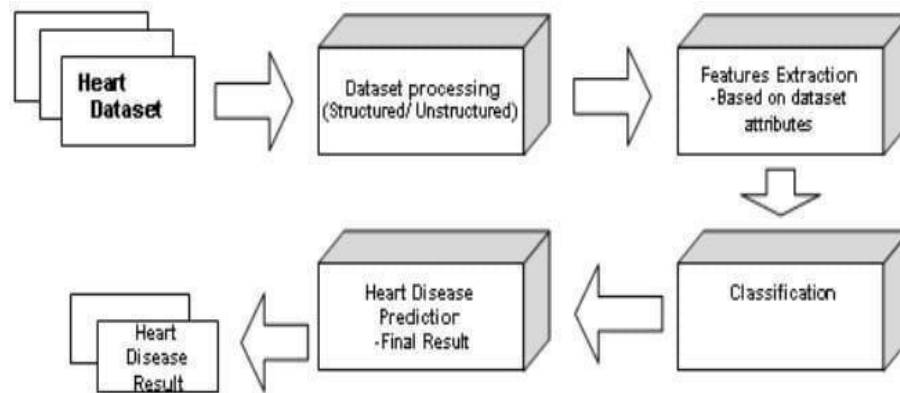 Heart
Dataset
Dataset processing
(Structured/ Unstructured)
Features Extraction
-Based on dataset
attributes
Classification
Heart Disease
Prediction
-Final Result
Heart
Disease
Result